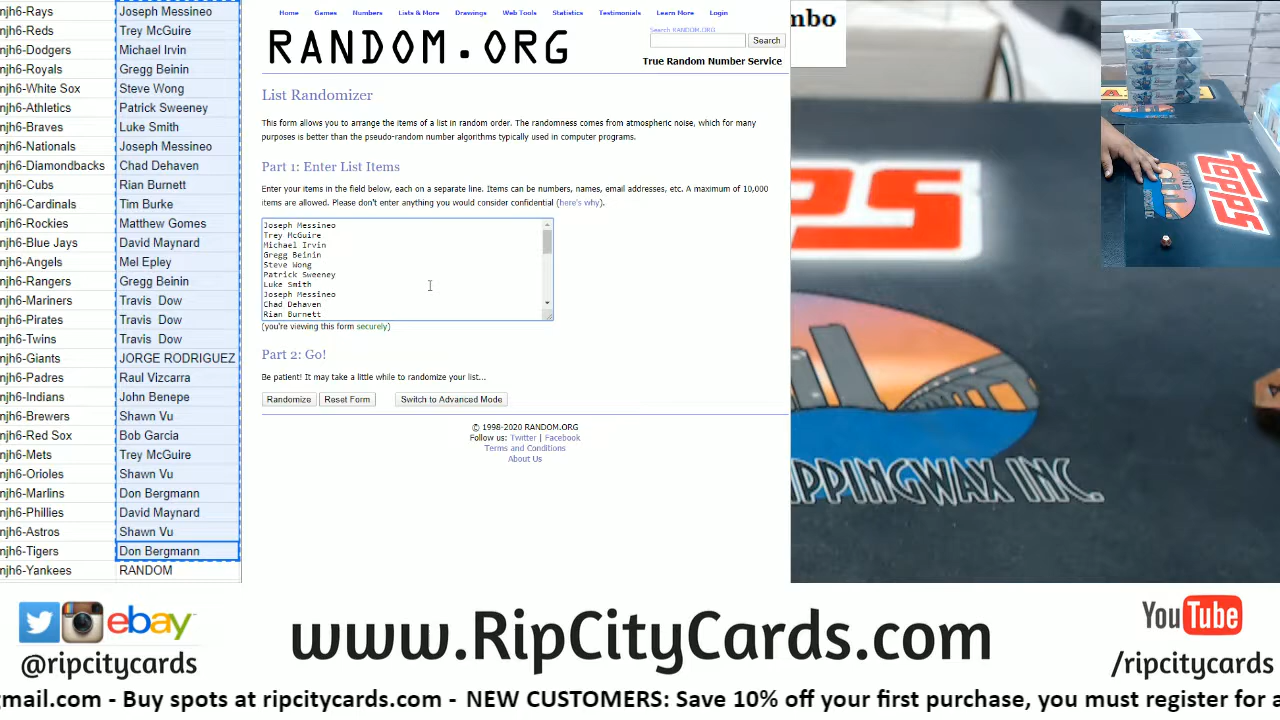 njh6-Rays Joseph Messineo
njh6-Reds Trey McGuire
njh6-Dodgers Michael Irvin
njh6-Royals Gregg Beinin
njh6-White Sox Steve Wong
njh6-Athletics Patrick Sweeney
njh6-Braves Luke Smith
njh6-Nationals Joseph Messineo
njh6-Diamondbacks Chad Dehaven
njh6-Cubs Rian Burnett
njh6-Cardinals Tim Burke
njh6-Rockies Matthew Gomes
njh6-Blue Jays David Maynard
njh6-Angels Mel Epley
njh6-Rangers Gregg Beinin
njh6-Mariners Travis Dow
njh6-Pirates Travis Dow
njh6-Twins Travis Dow
njh6-Giants JORGE RODRIGUEZ
njh6-Padres Raul Vizcarra
njh6-Indians John Benepe
njh6-Brewers Shawn Vu
njh6-Red Sox Bob Garcia
njh6-Mets Trey McGuire
njh6-Orioles Shawn Vu
njh6-Marlins Don Bergmann
njh6-Phillies David Maynard
njh6-Astros Shawn Vu
njh6-Tigers Don Bergmann
njh6-Yankees RANDOM
Home Games Numbers Lists & More Drawings Web Tools Statistics Testimonials Learn More Login
RANDOM.ORG
Search RANDOM.ORG
Search
True Random Number Service
List Randomizer
This form allows you to arrange the items of a list in random order. The randomness comes from atmospheric noise, which for many
purposes is better than the pseudo-random number algorithms typically used in computer programs.
Part 1: Enter List Items
Enter your items in the field below, each on a separate line. Items can be numbers, names, email addresses, etc. A maximum of 10,000
items are allowed. Please don't enter anything you would consider confidential (here's why).
Joseph Messineo
Trey McGuire
Michael Irvin
Gregg Beinin
Steve Wong
Patrick Sweeney
Luke Smith
Joseph Messineo
Chad Dehaven
Rian Burnett
(you're viewing this form securely)
Part 2: Go!
Be patient! It may take a little while to randomize your list...
Randomize Reset Form Switch to Advanced Mode
© 1998-2020 RANDOM.ORG
Follow us: Twitter | Facebook
Terms and Conditions
About Us
mbo
PS
IPPINGWAX INC.
topps
ebay
@ripcitycards
www.RipCityCards.com
YouTube
/ripcitycards
gmail.com - Buy spots at ripcitycards.com - NEW CUSTOMERS: Save 10% off your first purchase, you must register for a